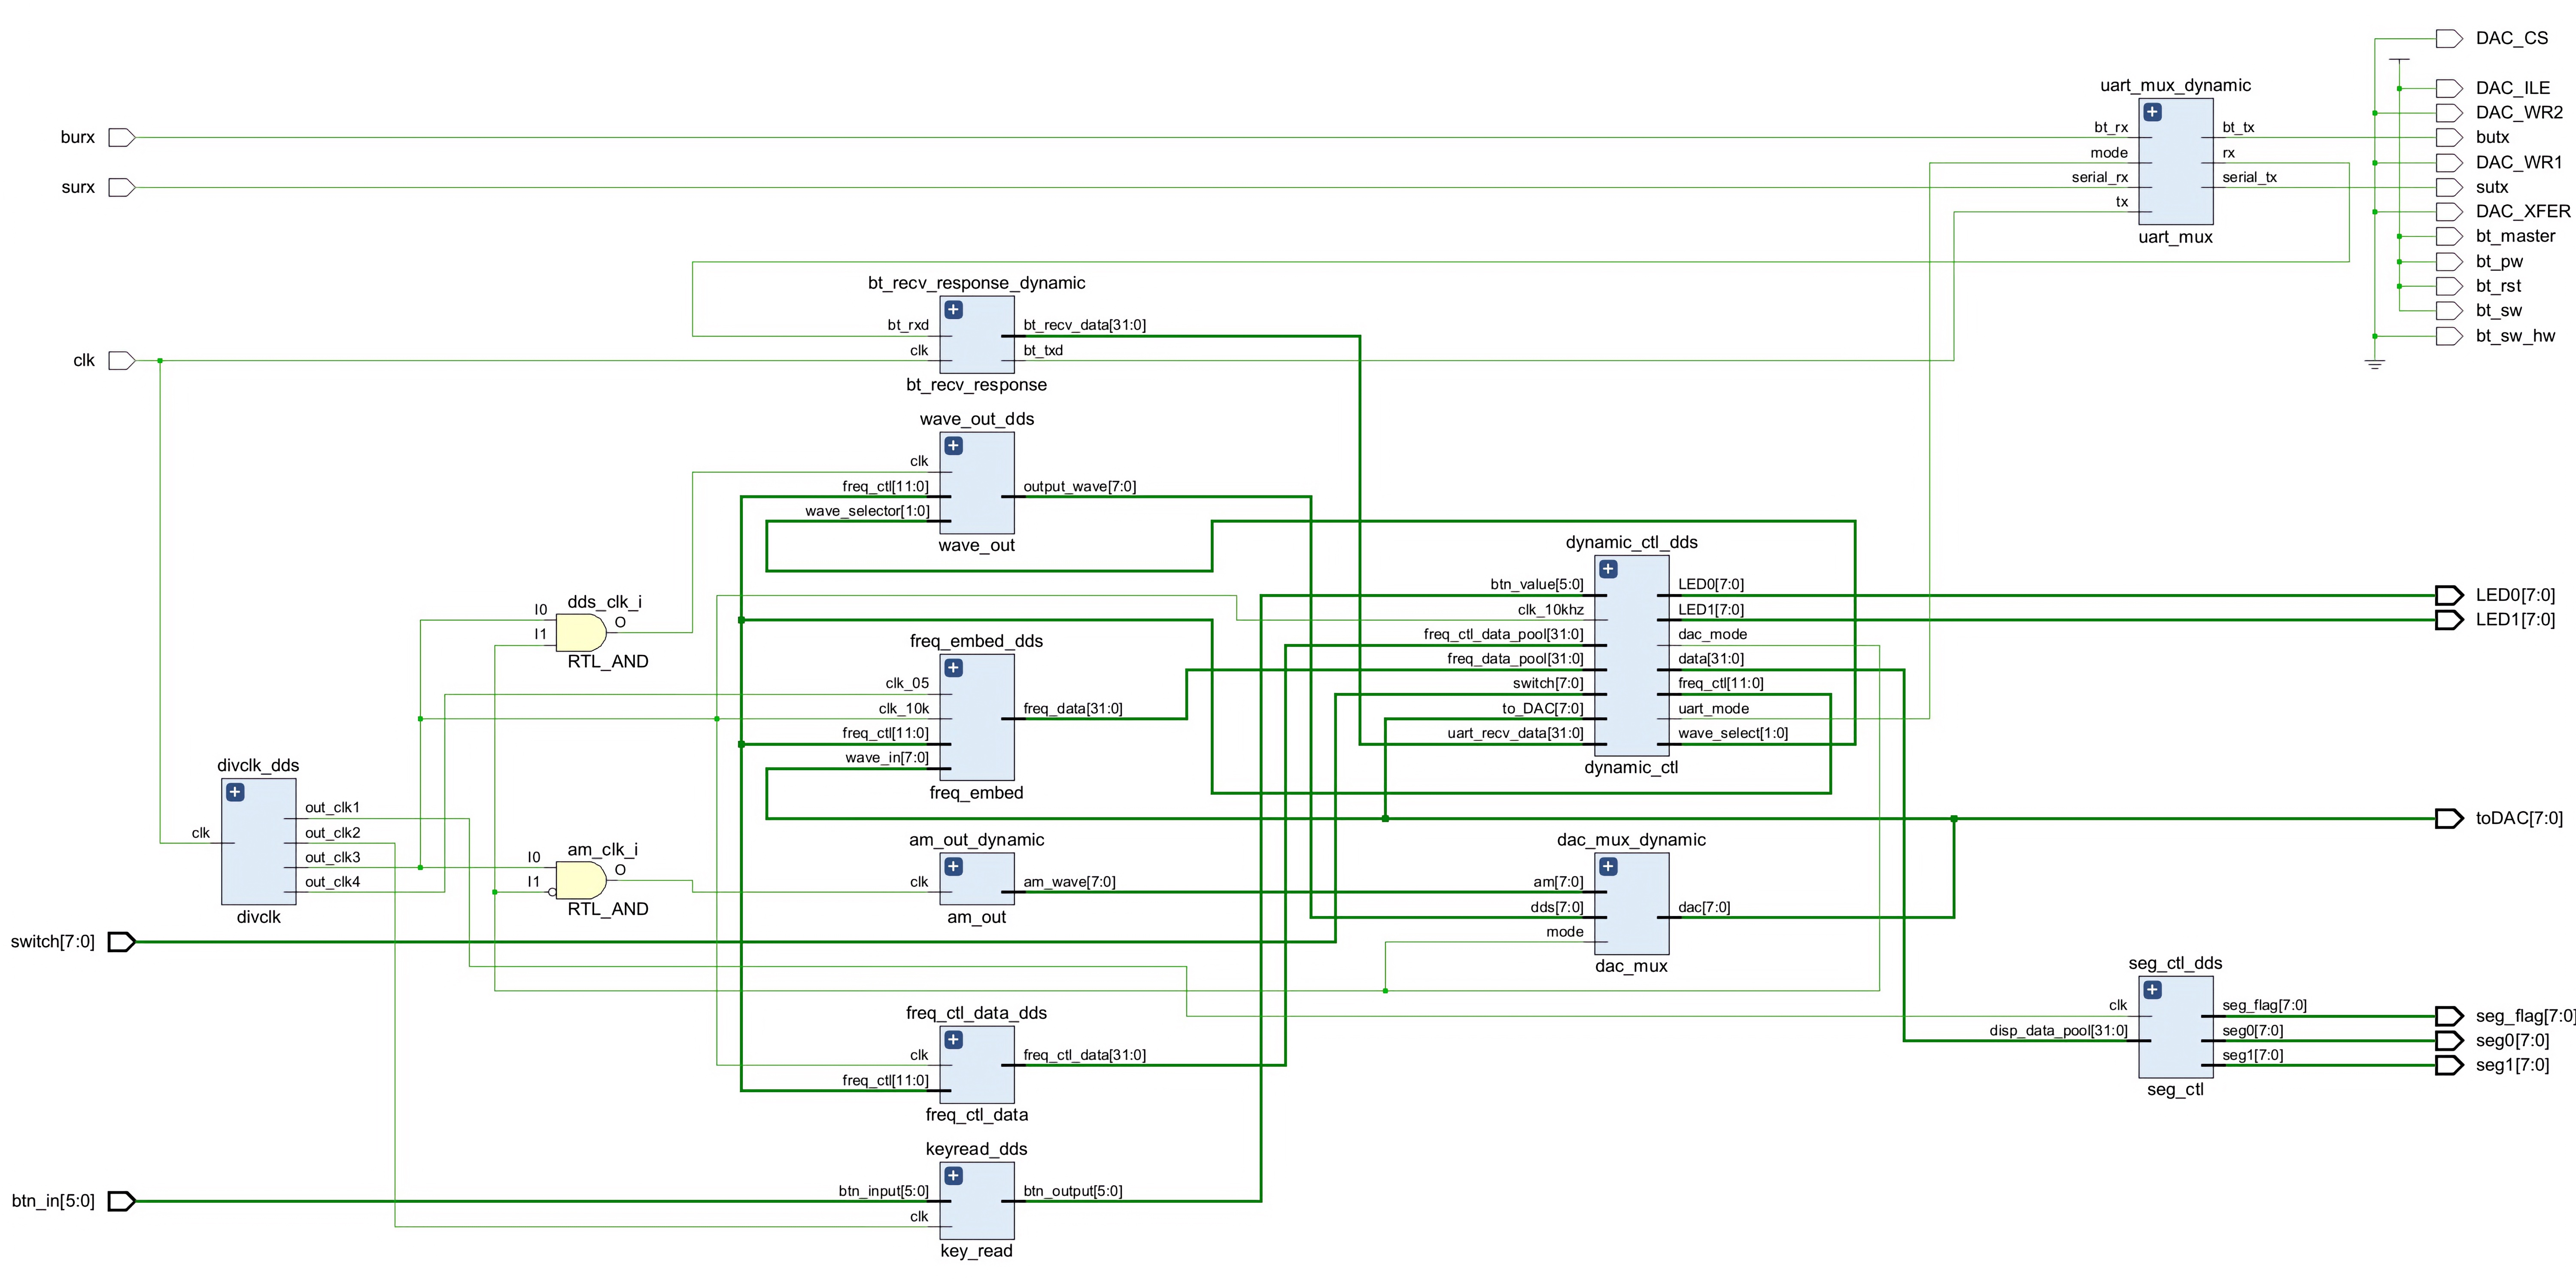 DAC_CS
uart_mux_dynamic
DAC_ILE
DAC_WR2
burx
bt_rx
bt_tx
butx
mode
rx
DAC_WR1
surx
serial_rx
serial_tx
sutx
tx
DAC_XFER
uart_mux
bt_master
bt_pw
bt_rst
bt_sw
bt_sw_hw
bt_recv_response_dynamic
bt_rxd
bt_recv_data[31:0]
clk
clk
bt_txd
bt_recv_response
wave_out_dds
clk
freq_ctl[11:0]
output_wave[7:0]
wave_selector[1:0]
wave_out
dynamic_ctl_dds
btn_value[5:0]
LED0[7:0]
LED0[7:0]
clk_10khz
LED1[7:0]
LED1[7:0]
freq_ctl_data_pool[31:0]
dac_mode
freq_data_pool[31:0]
data[31:0]
switch[7:0]
freq_ctl[11:0]
to_DAC[7:0]
uart_mode
uart_recv_data[31:0]
wave_select[1:0]
dynamic_ctl
dds_clk_i
I0
O
I1
RTL_AND
freq_embed_dds
clk_05
clk_10k
freq_data[31:0]
freq_ctl[11:0]
wave_in[7:0]
freq_embed
divclk_dds
out_clk1
clk
out_clk2
out_clk3
out_clk4
divclk
am_clk_i
I0
O
I1
RTL_AND
am_out_dynamic
clk
am_wave[7:0]
am_out
toDAC[7:0]
dac_mux_dynamic
am[7:0]
dds[7:0]
dac[7:0]
mode
dac_mux
switch[7:0]
seg_ctl_dds
clk
seg_flag[7:0]
seg_flag[7:0]
disp_data_pool[31:0]
seg0[7:0]
seg0[7:0]
seg1[7:0]
seg1[7:0]
seg_ctl
freq_ctl_data_dds
clk
freq_ctl_data[31:0]
freq_ctl[11:0]
freq_ctl_data
keyread_dds
btn_in[5:0]
btn_input[5:0]
btn_output[5:0]
clk
key_read